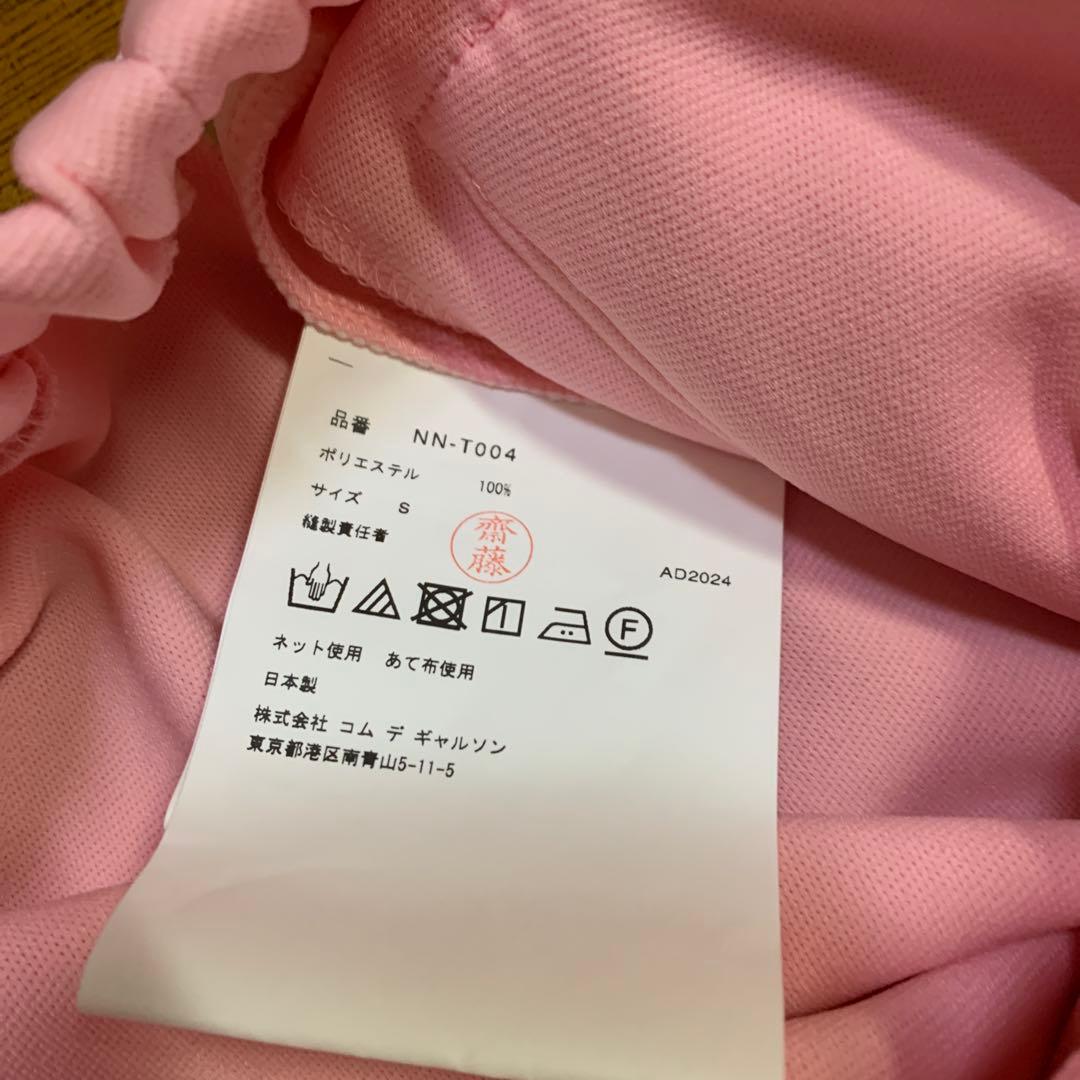 品番 NN-T004
ポリエステル 100%
サイズ S
縫製責任者 齋藤
AD2024
F
ネット使用 あて布使用
日本製
株式会社 コム デ ギャルソン
東京都港区南青山5-11-5